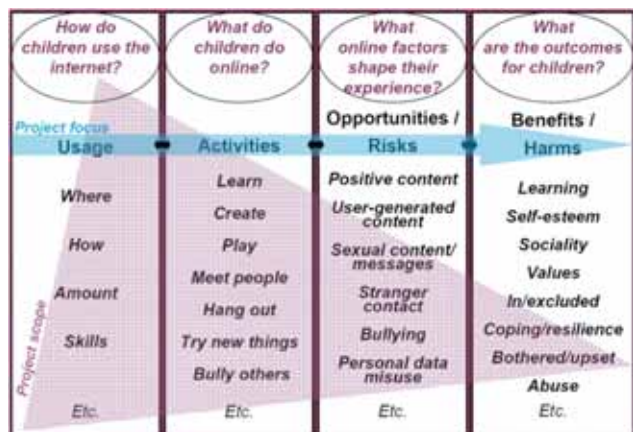 How do
children use the
internet?
What do
children do
online?
What
online factors
shape their
experience?
What
are the outcomes
for children?
Project focus
Usage
Activities
Opportunities /
Risks
Benefits /
Harms
Where
How
Amount
Skills
Etc.
Learn
Create
Play
Meet people
Hang out
Try new things
Bully others
Etc.
Positive content
User-generated
content
Sexual content/
messages
Stranger
contact
Bullying
Personal data
misuse
Etc.
Learning
Self-esteem
Sociality
Values
In/excluded
Coping/resilience
Bothered/upset
Abuse
Etc.
Project scope